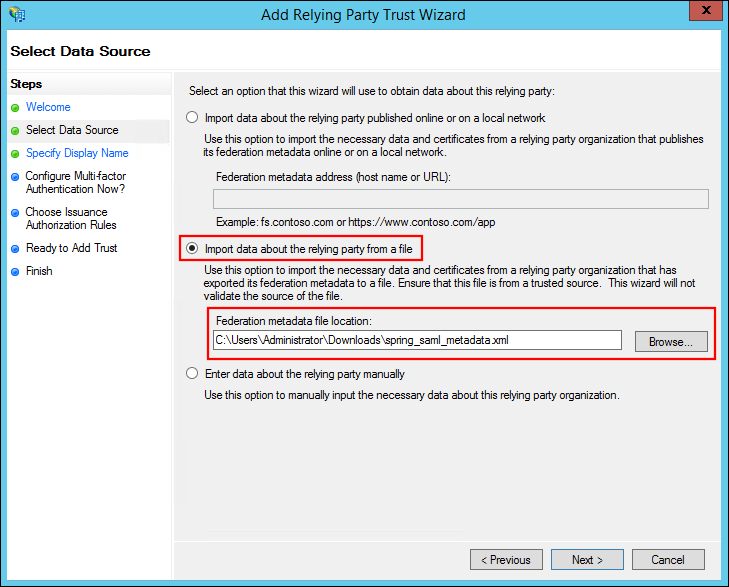 Add Relying Party Trust Wizard
X
Select Data Source
Steps
Welcome
Select Data Source
Specify Display Name
Configure Multi-factor
Authentication Now?
Choose Issuance
Authorization Rules
Ready to Add Trust
Finish
Select an option that this wizard will use to obtain data about this relying party:
Import data about the relying party published online or on a local network
Use this option to import the necessary data and certificates from a relying party organization that publishes
its federation metadata online or on a local network.
Federation metadata address (host name or URL):
Example: fs.contoso.com or https://www.contoso.com/app
Import data about the relying party from a file
Use this option to import the necessary data and certificates from a relying party organization that has
exported its federation metadata to a file. Ensure that this file is from a trusted source.  This wizard will not
validate the source of the file.
Federation metadata file location:
C:\Users\Administrator\Downloads\spring_saml_metadata.xml
Browse...
Enter data about the relying party manually
Use this option to manually input the necessary data about this relying party organization.
< Previous
Next >
Cancel